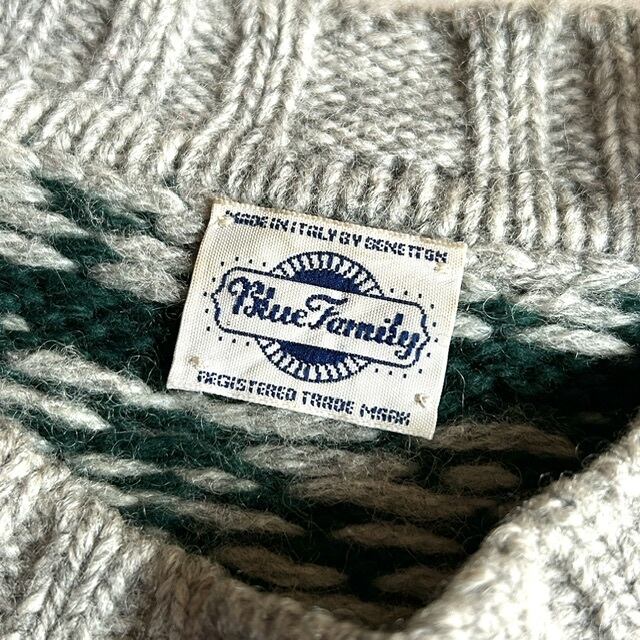 MADE IN ITALY BY BENETTON
Blue Family
REGISTERED TRADE MARK